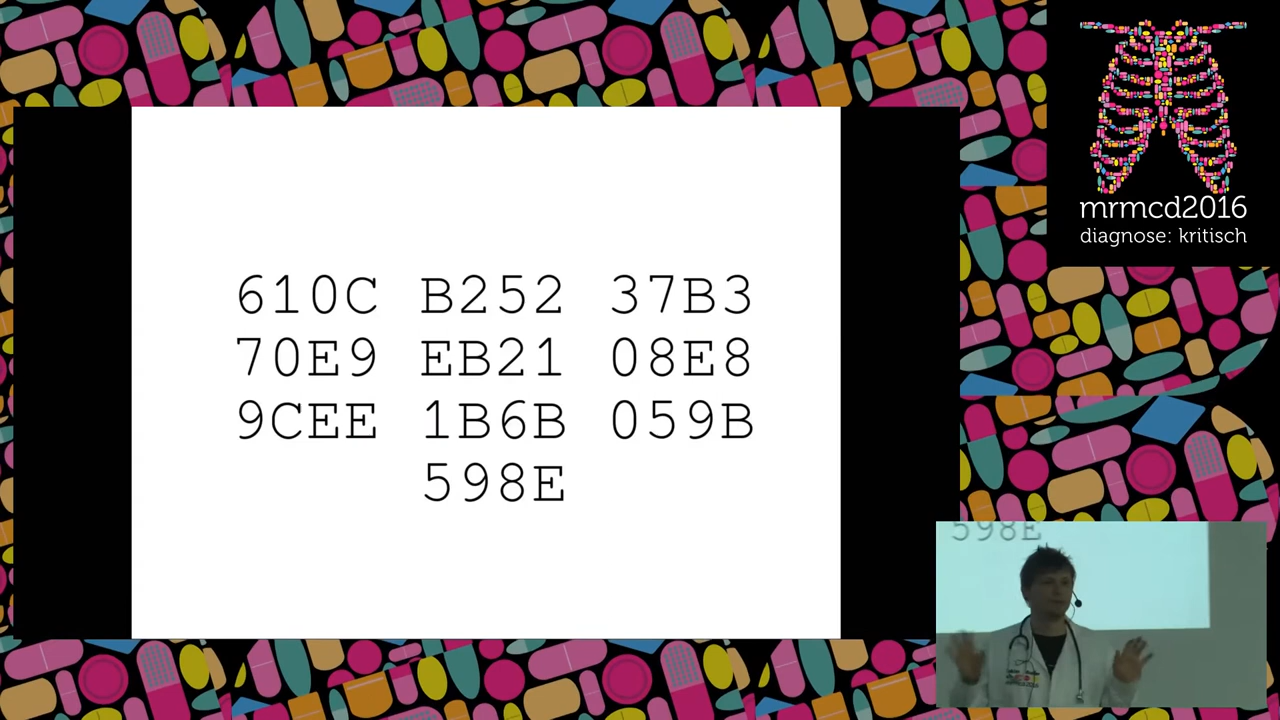 610C B252 37B3
70E9 EB21 08E8
9CEE 1B6B 059B
598E
mrmcd2016
diagnose: kritisch
598E